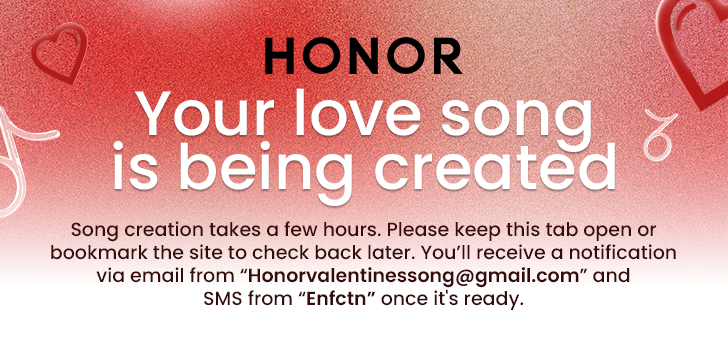 HONOR
Your love song
is being created
Song creation takes a few hours. Please keep this tab open or
bookmark the site to check back later. You’ll receive a notification
via email from “Honorvalentinessong@gmail.com” and
SMS from “Enfctn” once it's ready.